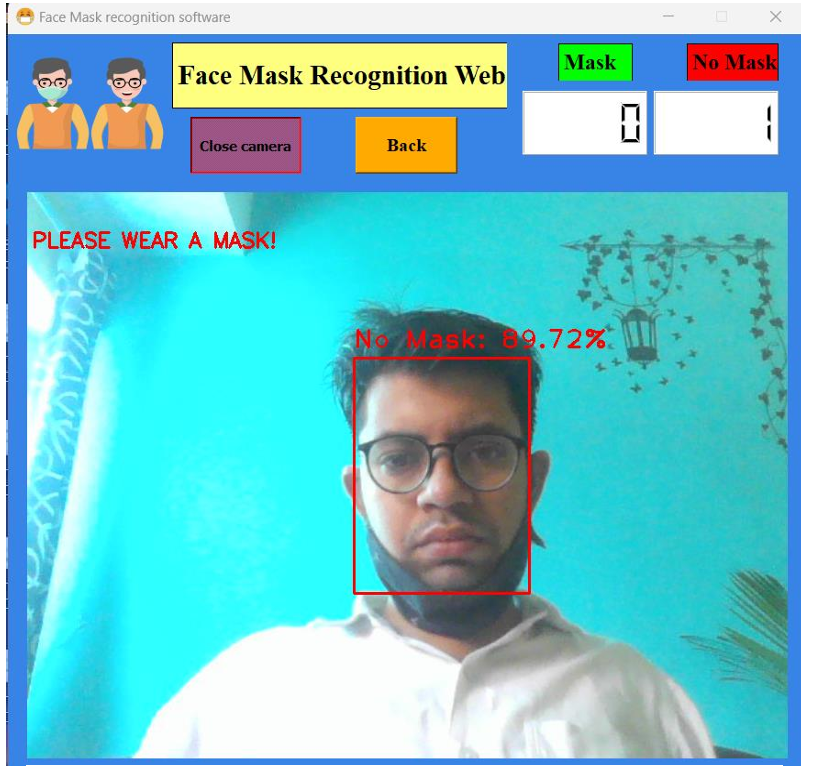 Face Mask recognition software
Face Mask Recognition Web
Mask
No Mask
Close camera
Back
0
1
PLEASE WEAR A MASK!
No Mask: 89.72%